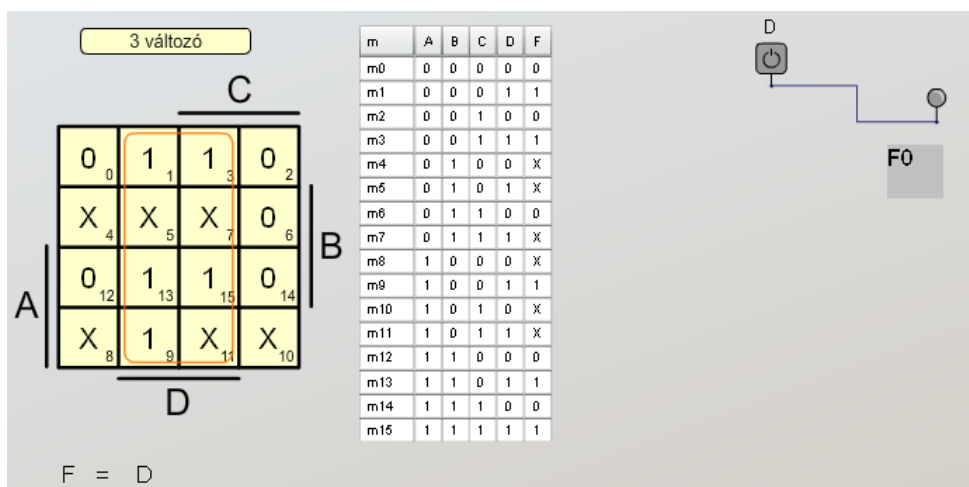 3 változó
C
0 0 1 1 1 3 0 2
X 4 X 5 X 7 0 6
B
0 12 1 13 1 15 0 14
A
X 8 1 9 X 11 X 10
D
F = D
m A B C D F
m0 0 0 0 0 0
m1 0 0 0 1 1
m2 0 0 1 0 0
m3 0 0 1 1 1
m4 0 1 0 0 X
m5 0 1 0 1 X
m6 0 1 1 0 0
m7 0 1 1 1 X
m8 1 0 0 0 X
m9 1 0 0 1 1
m10 1 0 1 0 X
m11 1 0 1 1 X
m12 1 1 0 0 0
m13 1 1 0 1 1
m14 1 1 1 0 0
m15 1 1 1 1 1
D
F0